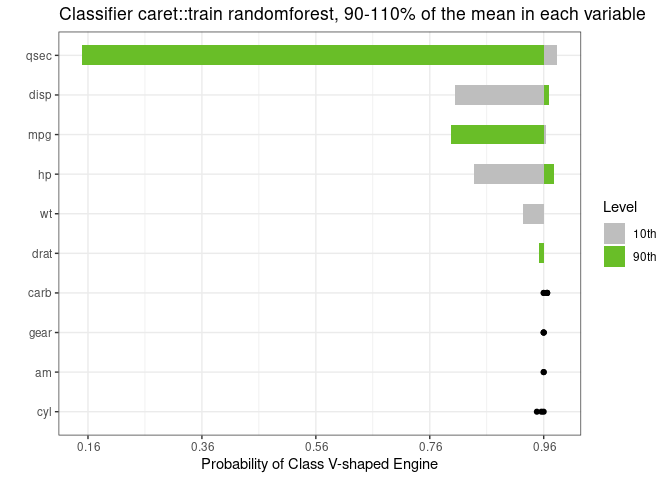 Classifier caret::train randomforest, 90-110% of the mean in each variable
qsec
disp
mpg
hp
wt
drat
carb
gear
am
cyl
0.16 0.36 0.56 0.76 0.96
Probability of Class V-shaped Engine
Level
10th
90th